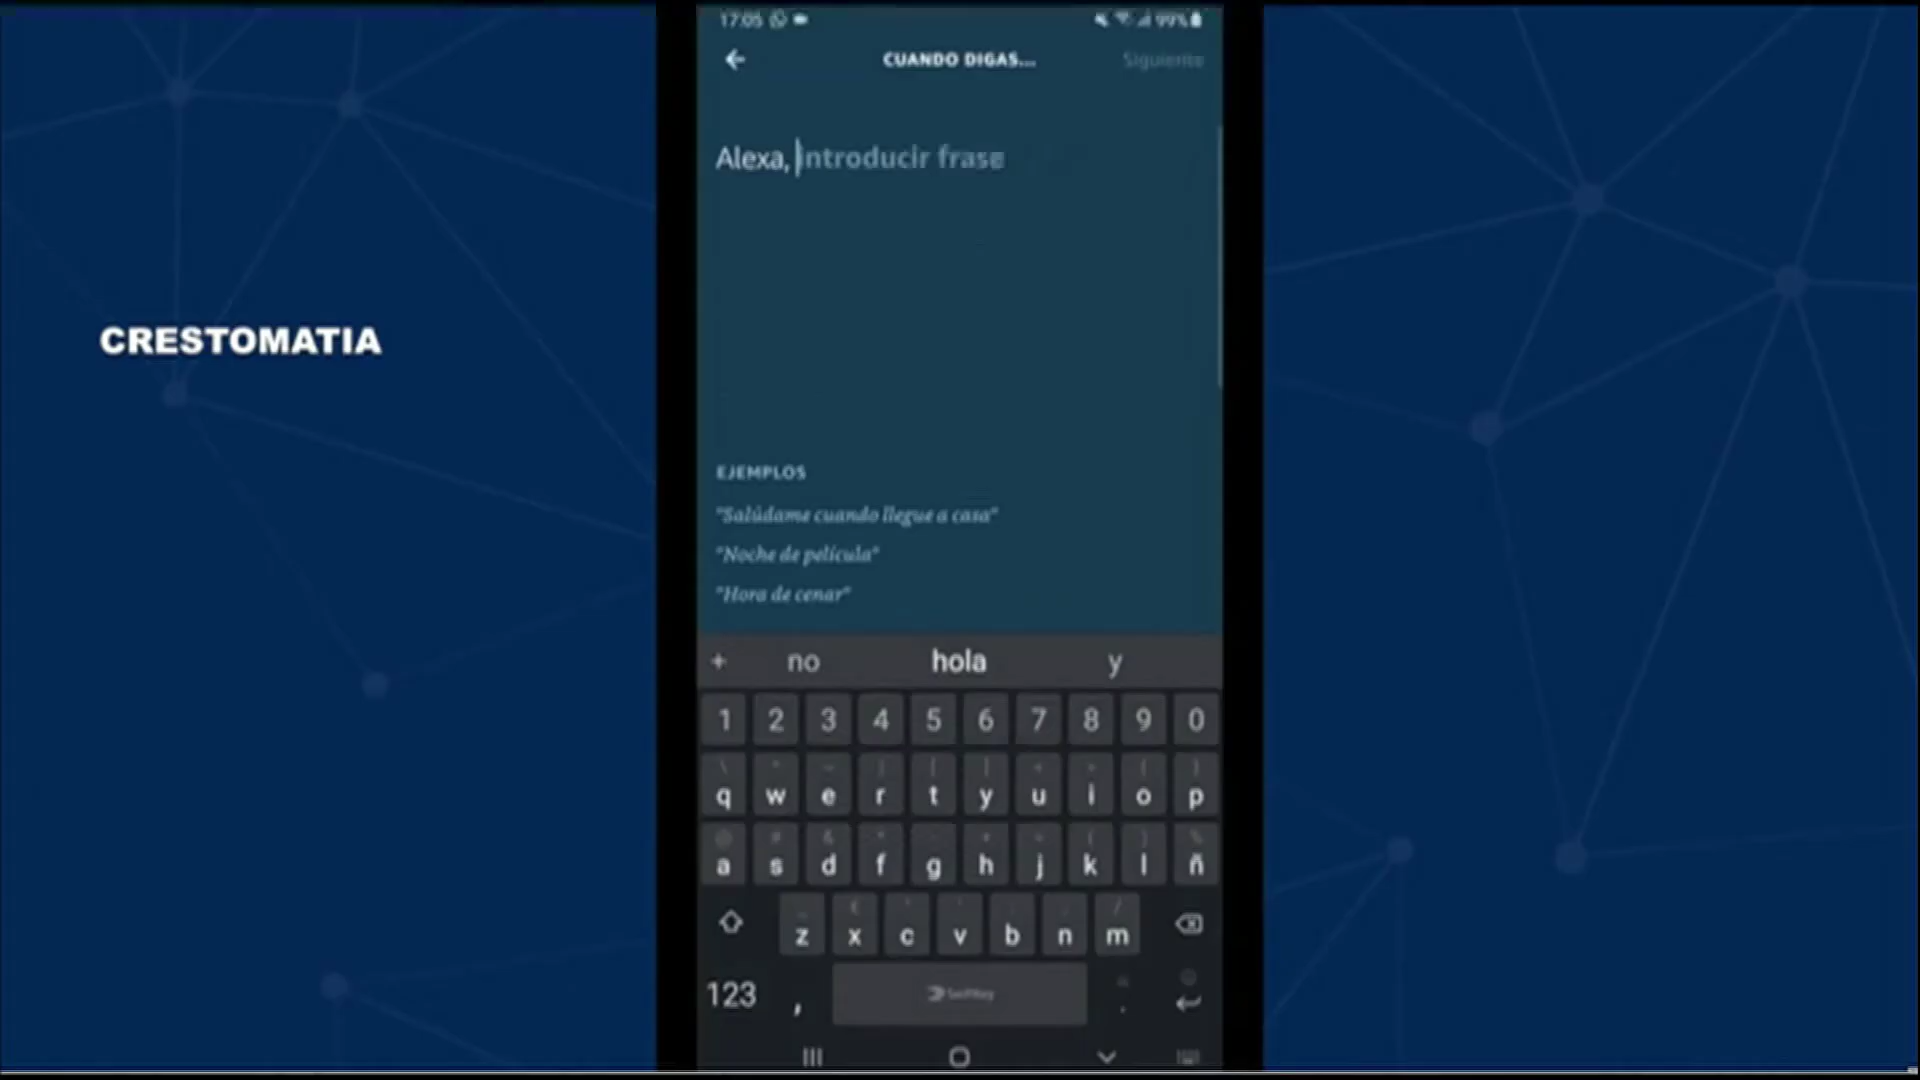 17:05 99%
CUANDO DIGAS... Siguiente
Alexa, introducir frase
CRESTOMATIA
EJEMPLOS
"Salúdame cuando llegue a casa"
"Noche de película"
"Hora de cenar"
+ no hola y
1 2 3 4 5 6 7 8 9 0
q w e r t y u i o p
a s d f g h j k l ñ
z x c v b n m
123 , SwiftKey .